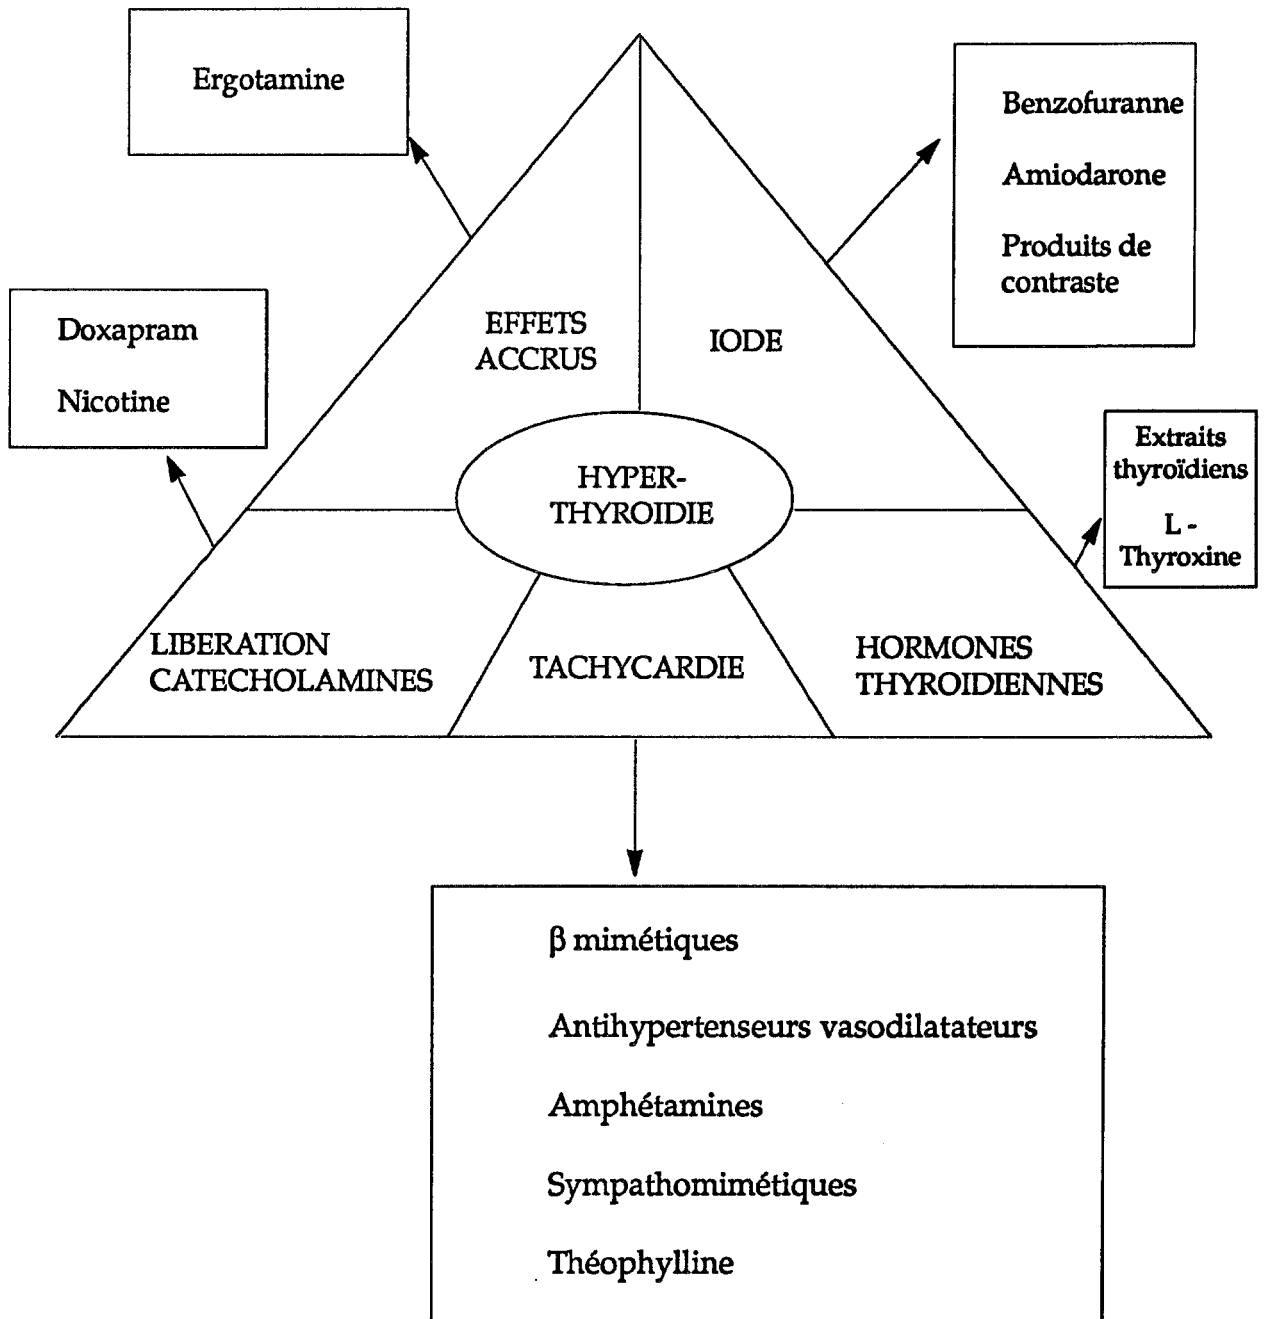 Ergotamine
Benzofuranne
Amiodarone
Produits de
contraste
Doxapram
Nicotine
EFFETS
ACCRUS
IODE
Extraits
thyroïdiens
L -
Thyroxine
HYPER-
THYROIDIE
LIBERATION
CATECHOLAMINES
TACHYCARDIE
HORMONES
THYROIDIENNES
β mimétiques
Antihypertenseurs vasodilatateurs
Amphétamines
Sympathomimétiques
Théophylline